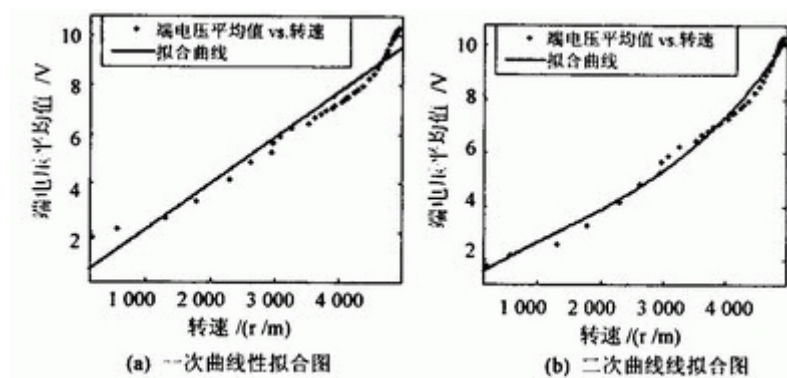 端电压平均值 vs.转速
拟合曲线
端电压平均值 /V
10
8
6
4
2
1 000
2 000
3 000
4 000
转速 /(r /m)
(a) 一次曲线性拟合图
端电压平均值 vs.转速
拟合曲线
端电压平均值 /V
10
8
6
4
2
1 000
2 000
3 000
4 000
转速 /(r /m)
(b) 二次曲线线拟合图